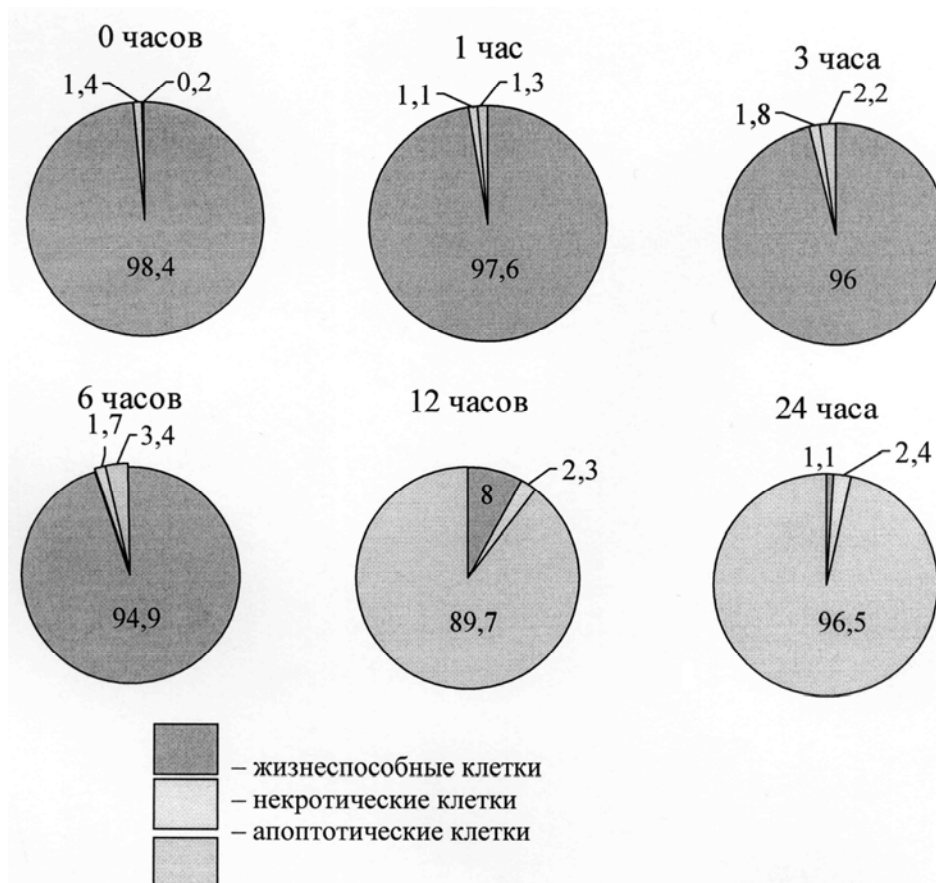 0 часов
1,4
0,2
98,4
1 час
1,1
1,3
97,6
3 часа
1,8
2,2
96
6 часов
1,7
3,4
94,9
12 часов
8
2,3
89,7
24 часа
1,1
2,4
96,5
– жизнеспособные клетки
– некротические клетки
– апоптотические клетки